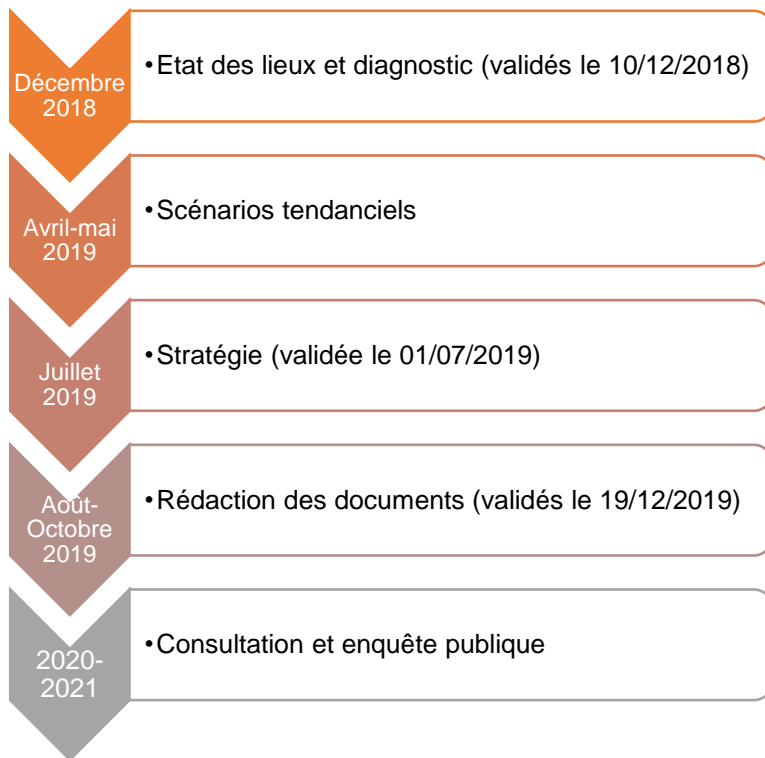 Décembre
2018
•Etat des lieux et diagnostic (validés le 10/12/2018)
Avril-mai
2019
•Scénarios tendanciels
Juillet
2019
•Stratégie (validée le 01/07/2019)
Août-
Octobre
2019
•Rédaction des documents (validés le 19/12/2019)
2020-
2021
•Consultation et enquête publique